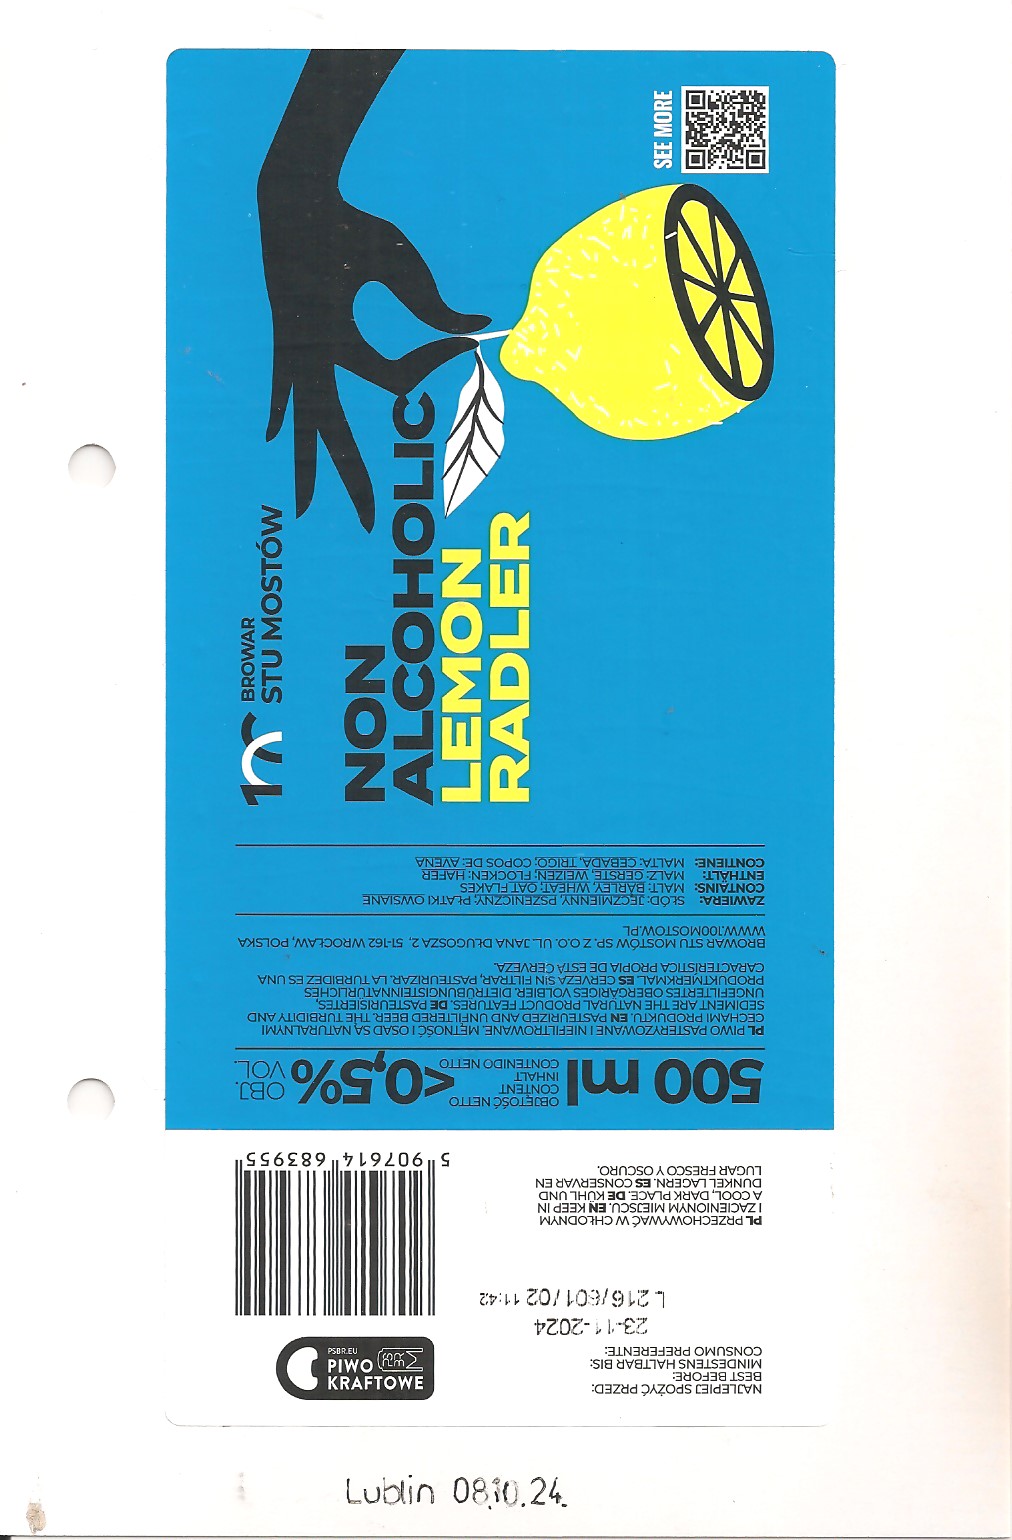 SEE MORE
BROWAR
STU MOSTÓW
NON
ALCOHOLIC
LEMON
RADLER
ZAWIERA: SŁÓD: JĘCZMIENNY, PSZENICZNY; PŁATKI OWSIANE
CONTAINS: MALT: BARLEY, WHEAT; OAT FLAKES
ENTHÄLT: MALZ: GERSTE, WEIZEN; FLOCKEN: HAFER
CONTIENE: MALTA: CEBADA, TRIGO; COPOS DE: AVENA
BROWAR STU MOSTÓW SP. Z O.O. UL. JANA DŁUGOSZA 2, 51-162 WROCŁAW, POLSKA
WWW.100MOSTOW.PL
PL PIWO PASTERYZOWANE I NIEFILTROWANE. MĘTNOŚĆ I OSAD SĄ NATURALNYMI
CECHAMI PRODUKTU. EN PASTEURIZED AND UNFILTERED BEER. THE TURBIDITY AND
SEDIMENT ARE THE NATURAL PRODUCT FEATURES. DE PASTEURISIERTES,
UNGEFILTERTES OBERGÄRIGES VOLBIER. DIETRÜBUNGISTEINNATÜRLICHES
PRODUKTMERKMAL. ES CERVEZA SIN FILTRAR, PASTEURIZAR. LA TURBIDEZ ES UNA
CARACTERISTICA PROPIA DE ESTÁ CERVEZA.
500 ml
OBJĘTOŚĆ NETTO
CONTENT
INHALT
CONTENIDO NETTO
<0,5% OBJ.
VOL.
5 907614 683955
PL PRZECHOWYWAĆ W CHŁODNYM
I ZACIENIONYM MIEJSCU. EN KEEP IN
A COOL, DARK PLACE. DE KÜHL UND
DUNKEL LAGERN. ES CONSERVAR EN
LUGAR FRESCO Y OSCURO.
NAJLEPIEJ SPOŻYĆ PRZED:
BEST BEFORE:
MINDESTENS HALTBAR BIS:
CONSUMO PREFERENTE:
23-11-2024
L 216/601/02 11:42
PSBR.EU
PIWO
KRAFTOWE
Lublin 08.10.24.